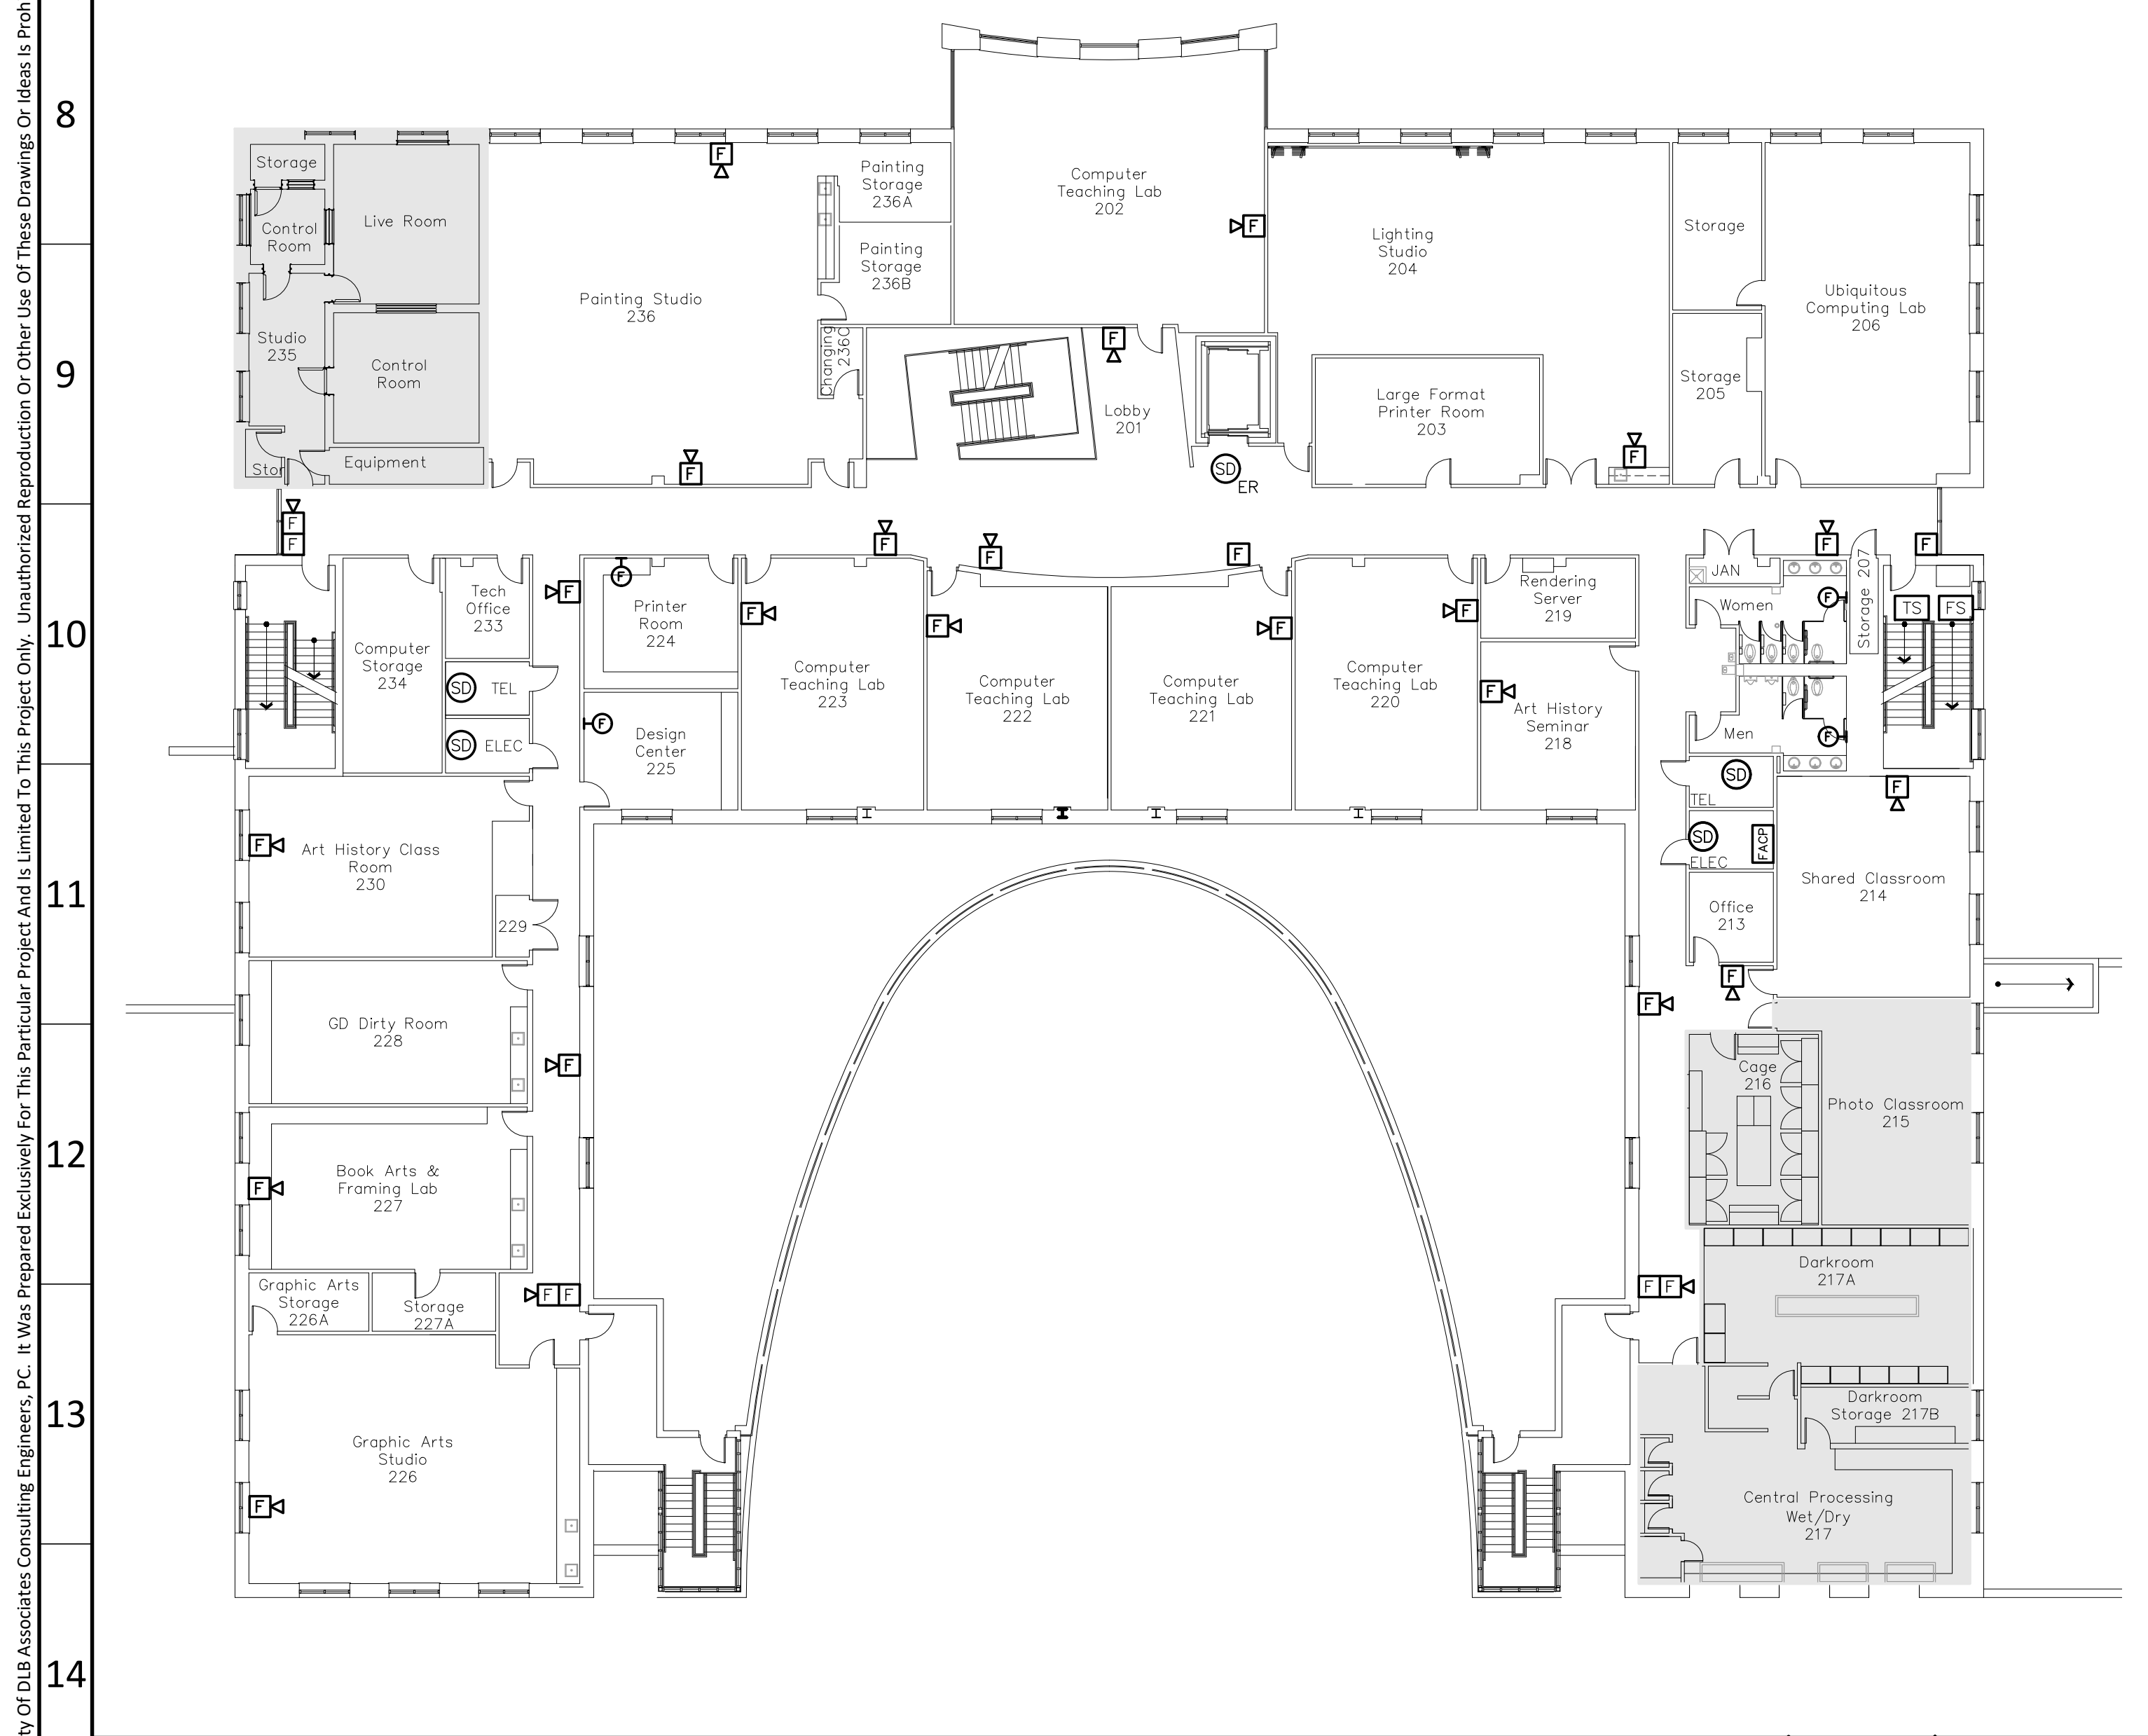 ty Of DLB Associates Consulting Engineers, PC.  It Was Prepared Exclusively For This Particular Project And Is Limited To This Project Only.  Unauthorized Reproduction Or Other Use Of These Drawings Or Ideas Is Proh
8
9
10
11
12
13
14
Storage
Control
Room
Live Room
Studio
235
Control
Room
Stor
Equipment
F
Painting Studio
236
F
Painting
Storage
236A
Painting
Storage
236B
Changing
236C
Computer
Teaching Lab
202
F
F
Lobby
201
SD
ER
Lighting
Studio
204
Large Format
Printer Room
203
F
Storage
Storage
205
Ubiquitous
Computing Lab
206
F
F
F
F
F
F
F
Computer
Storage
234
Tech
Office
233
F
SD
TEL
SD
ELEC
F
Printer
Room
224
F
Design
Center
225
F
Computer
Teaching Lab
223
F
Computer
Teaching Lab
222
F
Computer
Teaching Lab
221
F
Computer
Teaching Lab
220
Rendering
Server
219
F
Art History
Seminar
218
JAN
Women
F
Storage 207
TS
FS
Men
F
SD
TEL
SD
ELEC
FACP
Office
213
F
F
Shared Classroom
214
F
F
Art History Class
Room
230
229
GD Dirty Room
228
F
F
Book Arts &
Framing Lab
227
Graphic Arts
Storage
226A
Storage
227A
F F
Graphic Arts
Studio
226
F
Cage
216
Photo Classroom
215
F F
Darkroom
217A
Darkroom
Storage 217B
Central Processing
Wet/Dry
217